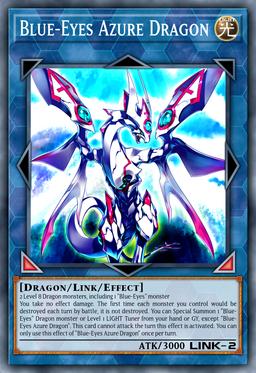 BLUE-EYES AZURE DRAGON
光
[DRAGON/LINK/EFFECT]
2 Level 8 Dragon monsters, including 1 "Blue-Eyes" monster
You take no effect damage. The first time each monster you control would be
destroyed each turn by battle, it is not destroyed. You can Special Summon 1 "Blue-
Eyes" Dragon monster or Level 1 LIGHT Tuner from your hand or GY, except "Blue-
Eyes Azure Dragon". This card cannot attack the turn this effect is activated. You can
only use this effect of "Blue-Eyes Azure Dragon" once per turn.
ATK/3000 LINK-2